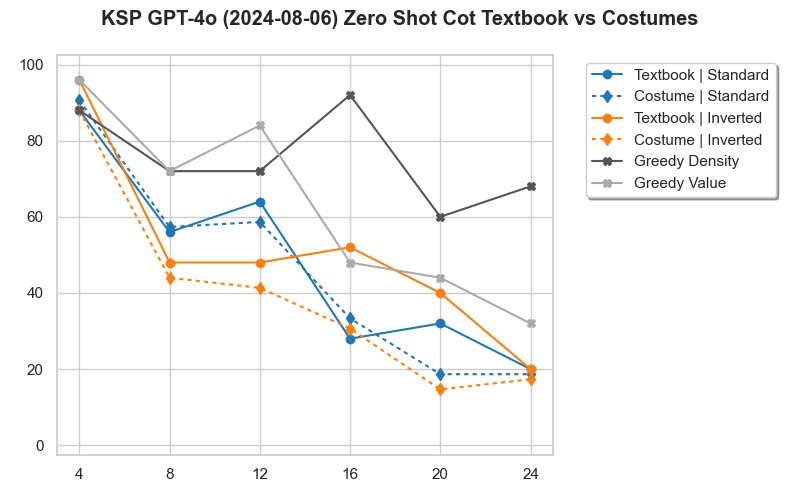 KSP GPT-4o (2024-08-06) Zero Shot Cot Textbook vs Costumes
100
80
60
40
20
0
4 8 12 16 20 24
Textbook | Standard
Costume | Standard
Textbook | Inverted
Costume | Inverted
Greedy Density
Greedy Value